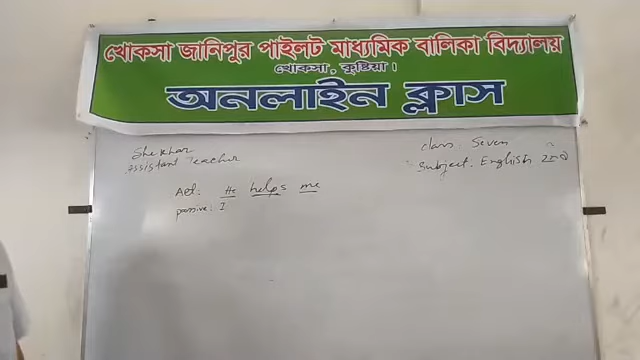 খোকসা জানিপুর পাইলট মাধ্যমিক বালিকা বিদ্যালয়
খোকসা, কুষ্টিয়া।
অনলাইন ক্লাস
Shekhar
Assistant Teacher
class: Seven
Subject: English 2nd
Act: He helps me
passive: I